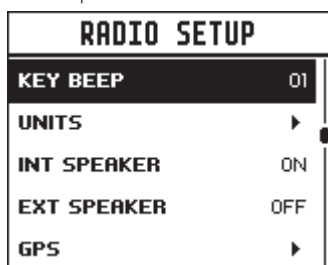 RADIO SETUP
KEY BEEP 01
UNITS ▶
INT SPEAKER ON
EXT SPEAKER OFF
GPS ▶